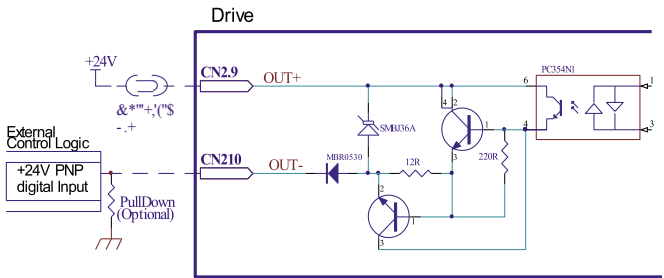 Drive
+24V
CN2.9
OUT+
6
PC354N1
1
&*'"+,'("$
- .+
4
2
SMBJ36A
1
4
3
External
Control Logic
CN210
OUT-
MBR0530
12R
3
220R
+24V PNP
digital Input
PullDown
(Optional)
2
1
3